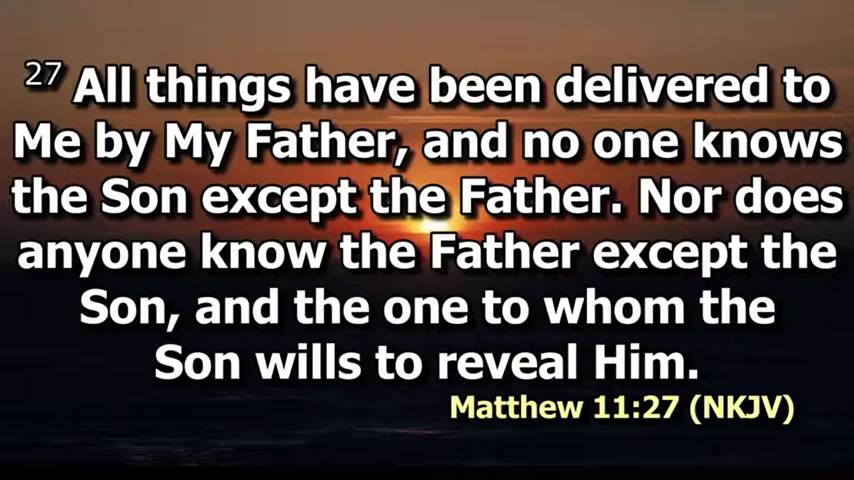 27 All things have been delivered to
Me by My Father, and no one knows
the Son except the Father. Nor does
anyone know the Father except the
Son, and the one to whom the
Son wills to reveal Him.
Matthew 11:27 (NKJV)